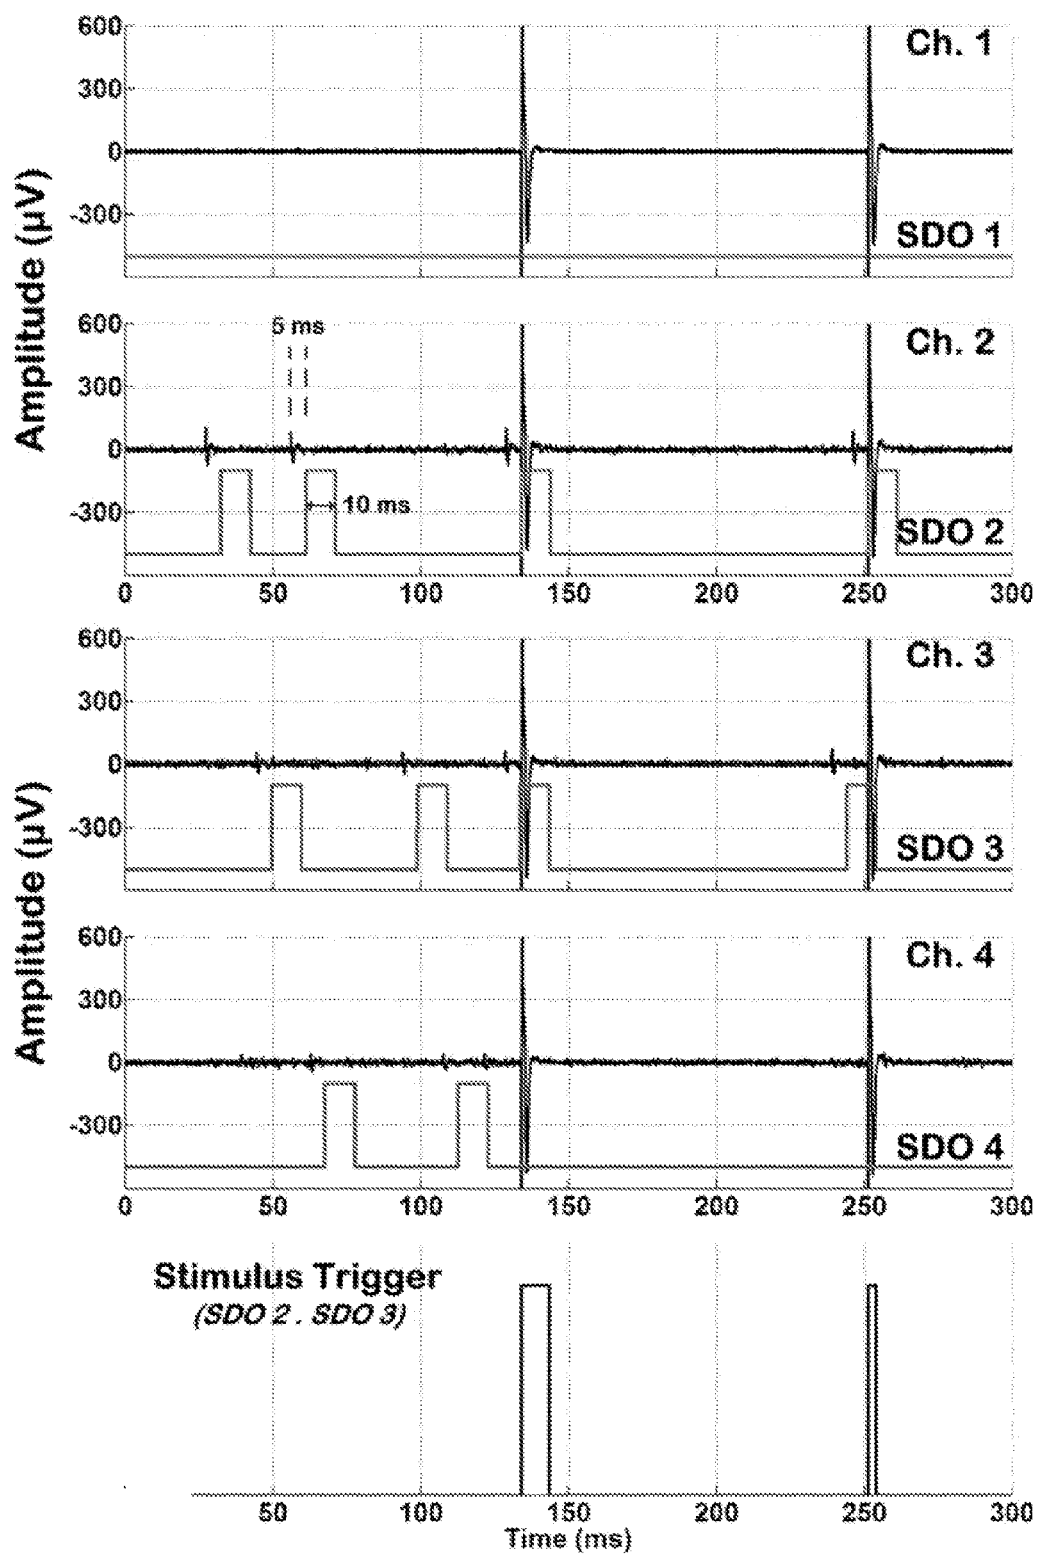 600
Ch. 1
300
0
-300
SDO 1
Amplitude (µV)
600
5 ms
Ch. 2
300
0
10 ms
-300
SDO 2
0 50 100 150 200 250 300
600
Ch. 3
300
0
-300
SDO 3
Amplitude (µV)
600
Ch. 4
300
0
-300
SDO 4
0 50 100 150 200 250 300
Stimulus Trigger
(SDO 2 . SDO 3)
50 100 150 200 250 300
Time (ms)